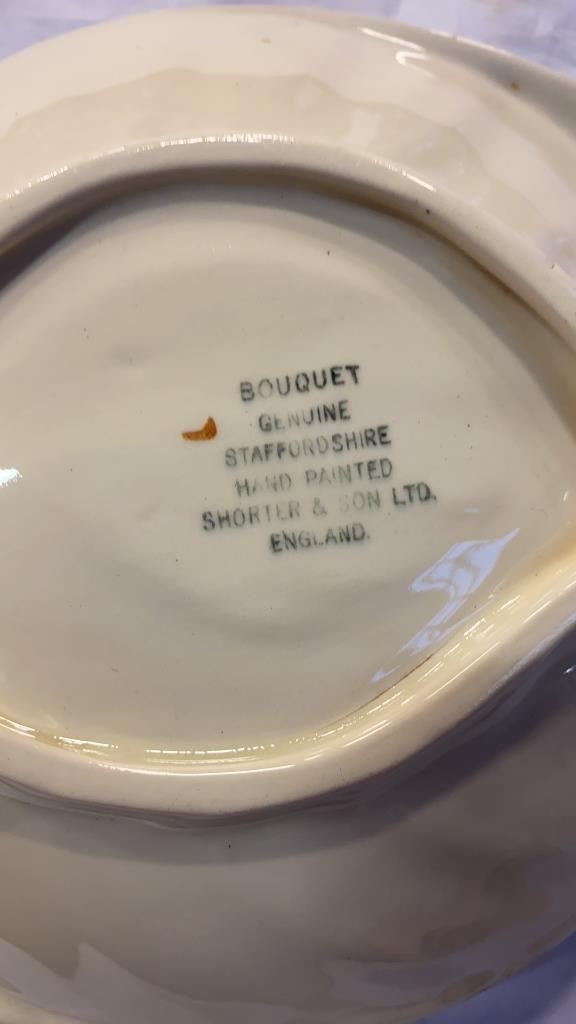 BOUQUET
GENUINE
STAFFORDSHIRE
HAND PAINTED
SHORTER & SON LTD.
ENGLAND.